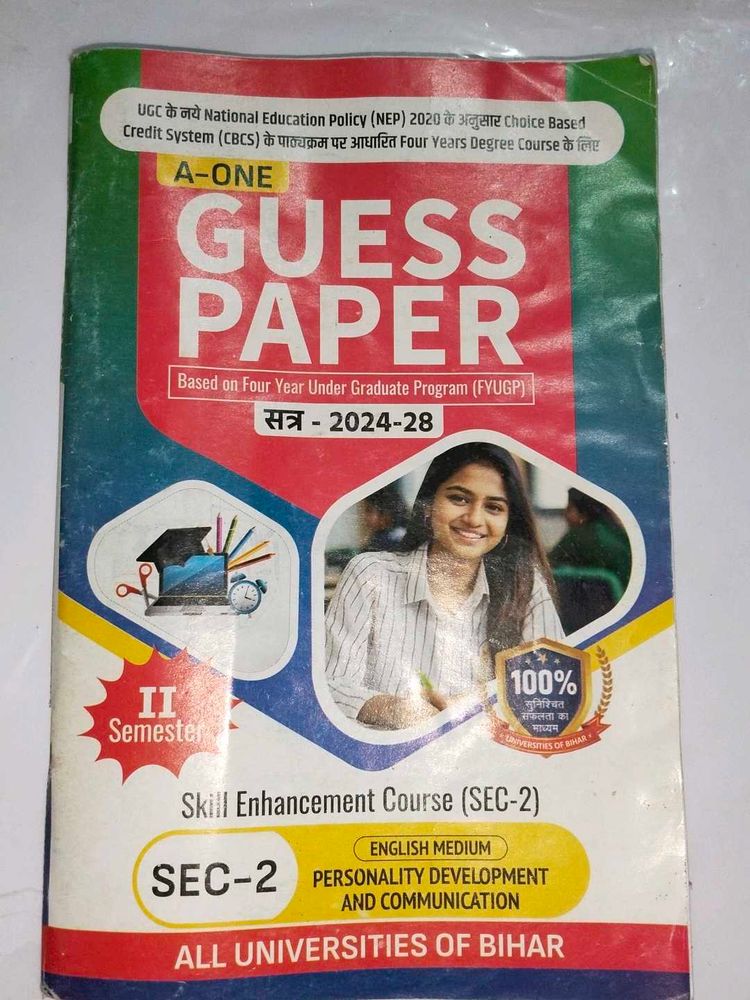 UGC के नये National Education Policy (NEP) 2020 के अनुसार Choice Based
Credit System (CBCS) के पाठ्यक्रम पर आधारित Four Years Degree Course के लिए
A-ONE
GUESS
PAPER
Based on Four Year Under Graduate Program (FYUGP)
सत्र - 2024-28
II
Semester
100%
सुनिश्चित
सफलता का
माध्यम
UNIVERSITIES OF BIHAR
Skill Enhancement Course (SEC-2)
SEC-2
ENGLISH MEDIUM
PERSONALITY DEVELOPMENT
AND COMMUNICATION
ALL UNIVERSITIES OF BIHAR